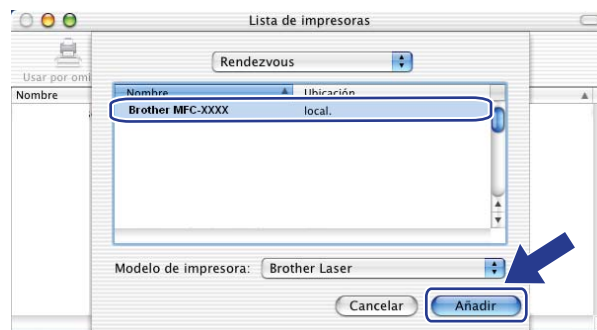 Lista de impresoras
Rendezvous
Usar por omi
Nombre
Nombre Ubicación
Brother MFC-XXXX local.
Modelo de impresora: Brother Laser
Cancelar Añadir